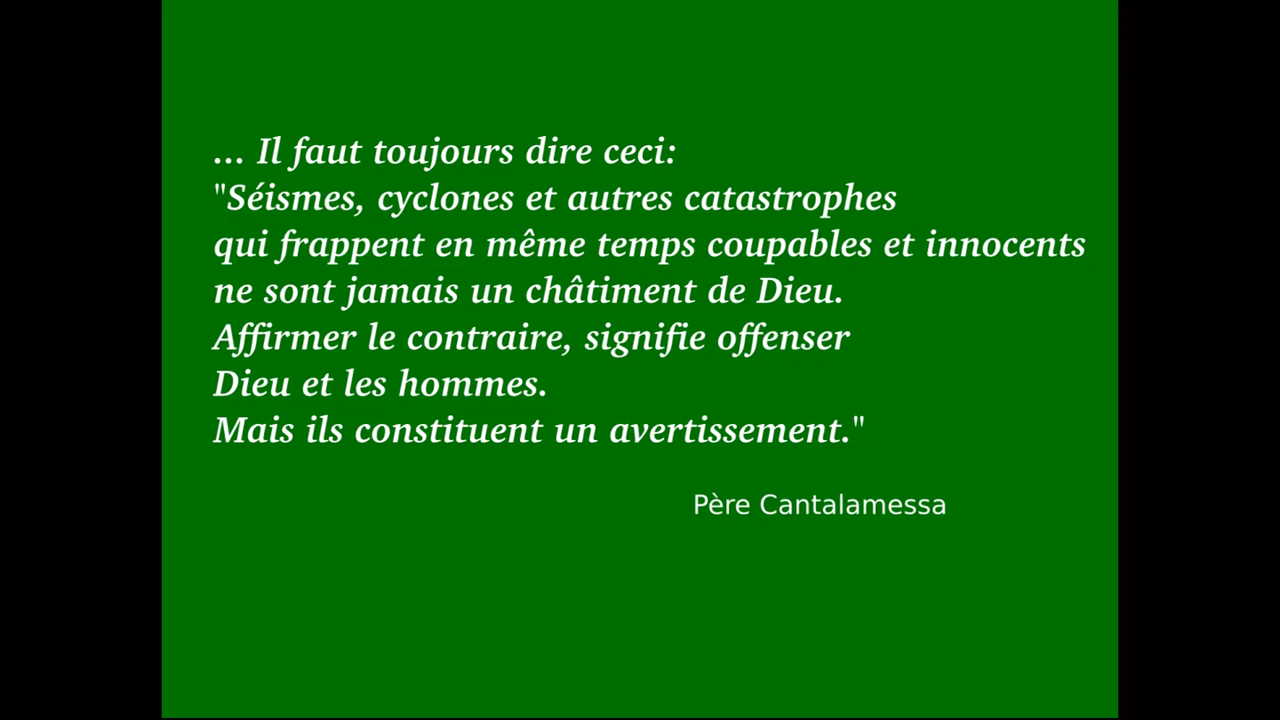 ... Il faut toujours dire ceci:
"Séismes, cyclones et autres catastrophes
qui frappent en même temps coupables et innocents
ne sont jamais un châtiment de Dieu.
Affirmer le contraire, signifie offenser
Dieu et les hommes.
Mais ils constituent un avertissement."
Père Cantalamessa